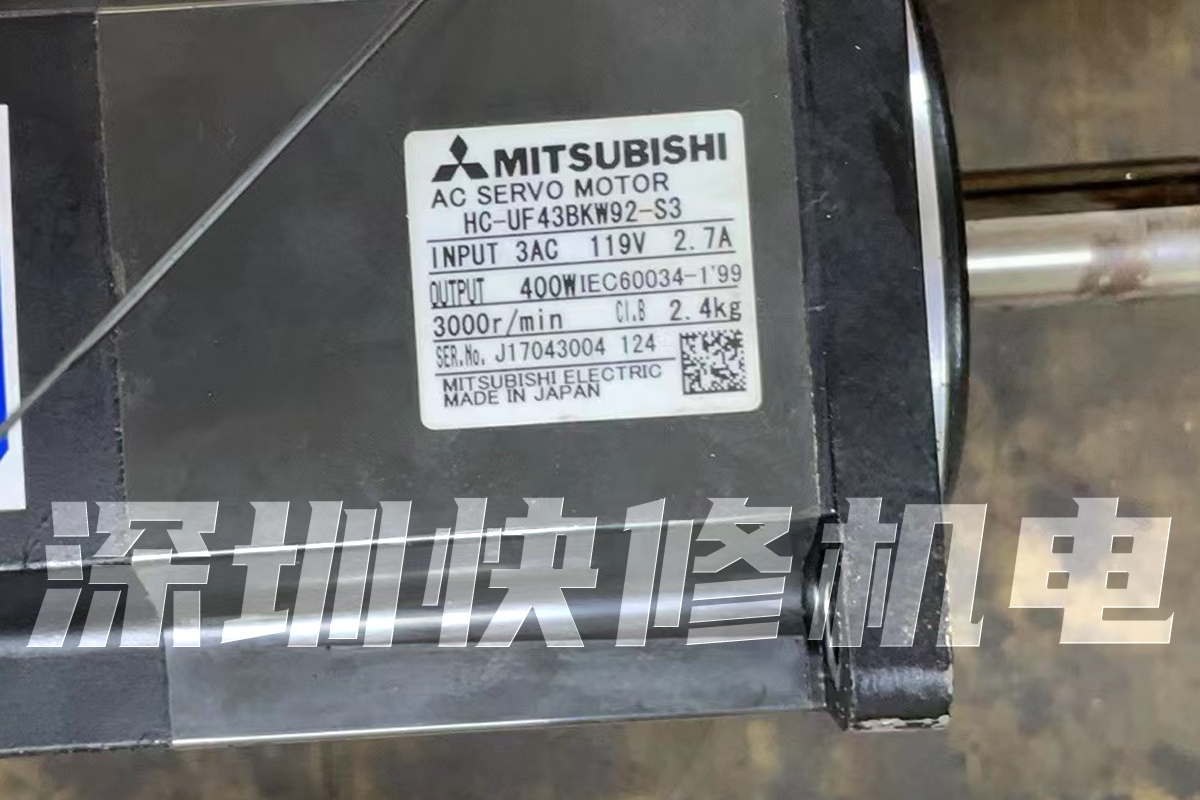 MITSUBISHI
AC SERVO MOTOR
HC-UF43BKW92-S3
INPUT 3AC 119V 2.7A
OUTPUT 400W IEC60034-1'99
3000r/min Cl.B 2.4kg
SER.No. J17043004 124
MITSUBISHI ELECTRIC
MADE IN JAPAN
深圳快修机电